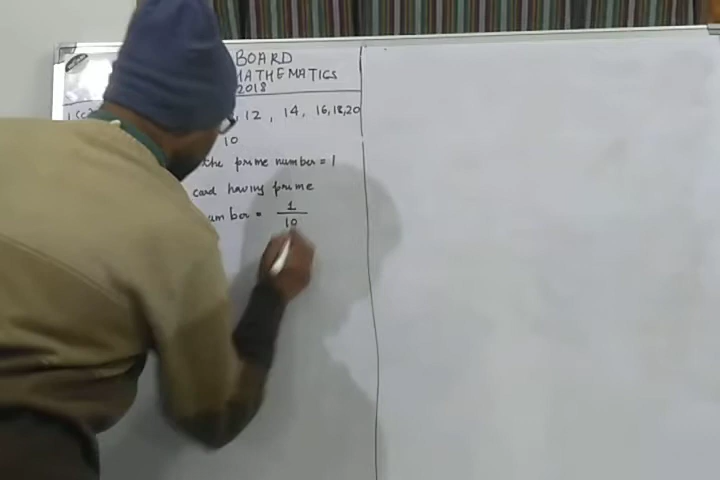 BOARD
MATHEMATICS
2018
, 12 , 14 , 16, 18, 20
10
the prime number = 1
card having prime
number = 1/10